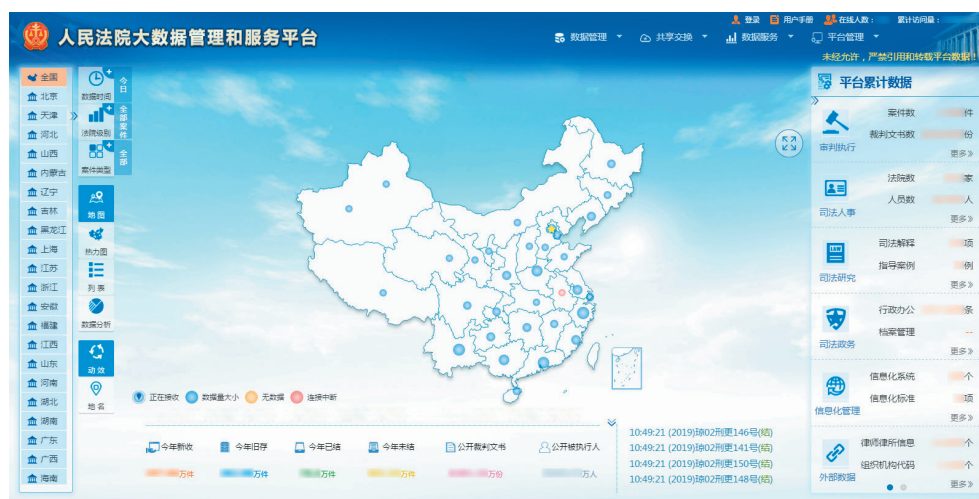 人民法院大数据管理和服务平台
登录 用户手册 在线人数： 累计访问量：
数据管理 共享交换 数据服务 平台管理
未经允许，严禁引用和转载平台数据!!
全国
北京
天津
河北
山西
内蒙古
辽宁
吉林
黑龙江
上海
江苏
浙江
安徽
福建
江西
山东
河南
湖北
湖南
广东
广西
海南
数据时间 今日
法院级别 全部案件
案件类型 全部
地图
热力图
列表
数据分析
动效
地名
正在接收 数据量大小 无数据 连接中断
今年新收 今年旧存 今年已结 今年未结 公开裁判文书 公开被执行人
万件 万件 万件 万件 万份 万人
10:49:21 (2019)琼02刑更146号(结)
10:49:21 (2019)琼02刑更141号(结)
10:49:21 (2019)琼02刑更150号(结)
10:49:21 (2019)琼02刑更148号(结)
平台累计数据
审判执行
案件数 件
裁判文书数 份
更多》
司法人事
法院数 家
人员数 人
更多》
司法研究
司法解释 项
指导案例 例
更多》
司法政务
行政办公 条
档案管理 --
更多》
信息化管理
信息化系统 个
信息化标准 项
更多》
外部数据
律师律所信息 个
组织机构代码 个
更多》